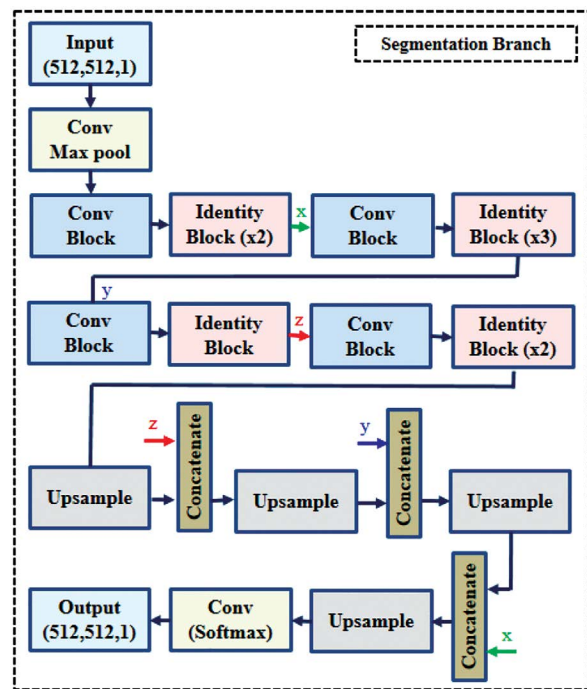 Input
(512,512,1)
Segmentation Branch
Conv
Max pool
Conv
Block
Identity
Block (x2)
x
Conv
Block
Identity
Block (x3)
y
Conv
Block
Identity
Block
z
Conv
Block
Identity
Block (x2)
Upsample
z
Concatenate
Upsample
y
Concatenate
Upsample
Output
(512,512,1)
Conv
(Softmax)
Upsample
Concatenate
x